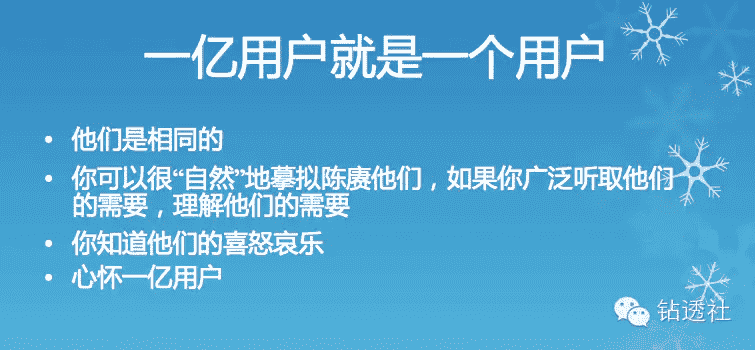 一亿用户就是一个用户
• 他们是相同的
• 你可以很“自然”地摹拟陈赓他们，如果你广泛听取他们
的需要，理解他们的需要
• 你知道他们的喜怒哀乐
• 心怀一亿用户
钻透社